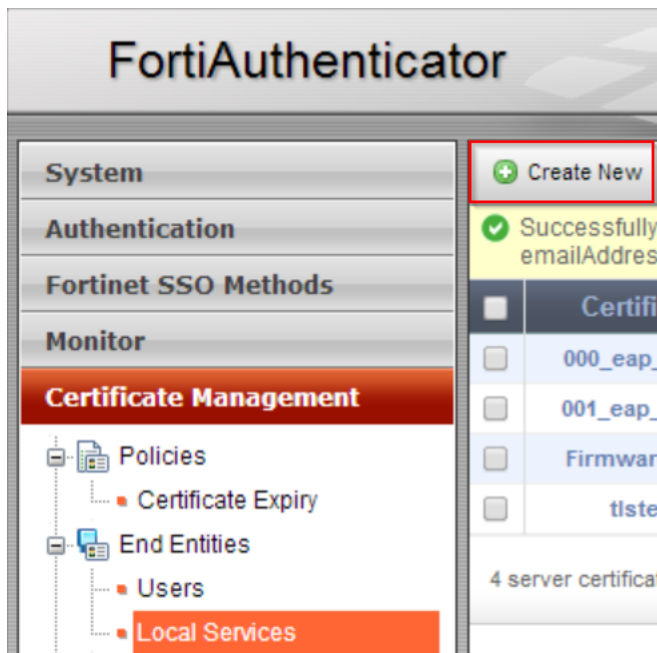 FortiAuthenticator
System
Authentication
Fortinet SSO Methods
Monitor
Certificate Management
Policies
Certificate Expiry
End Entities
Users
Local Services
Create New
Successfully
emailAddres
Certifi
000_eap_
001_eap_
Firmwar
tlste
4 server certifica